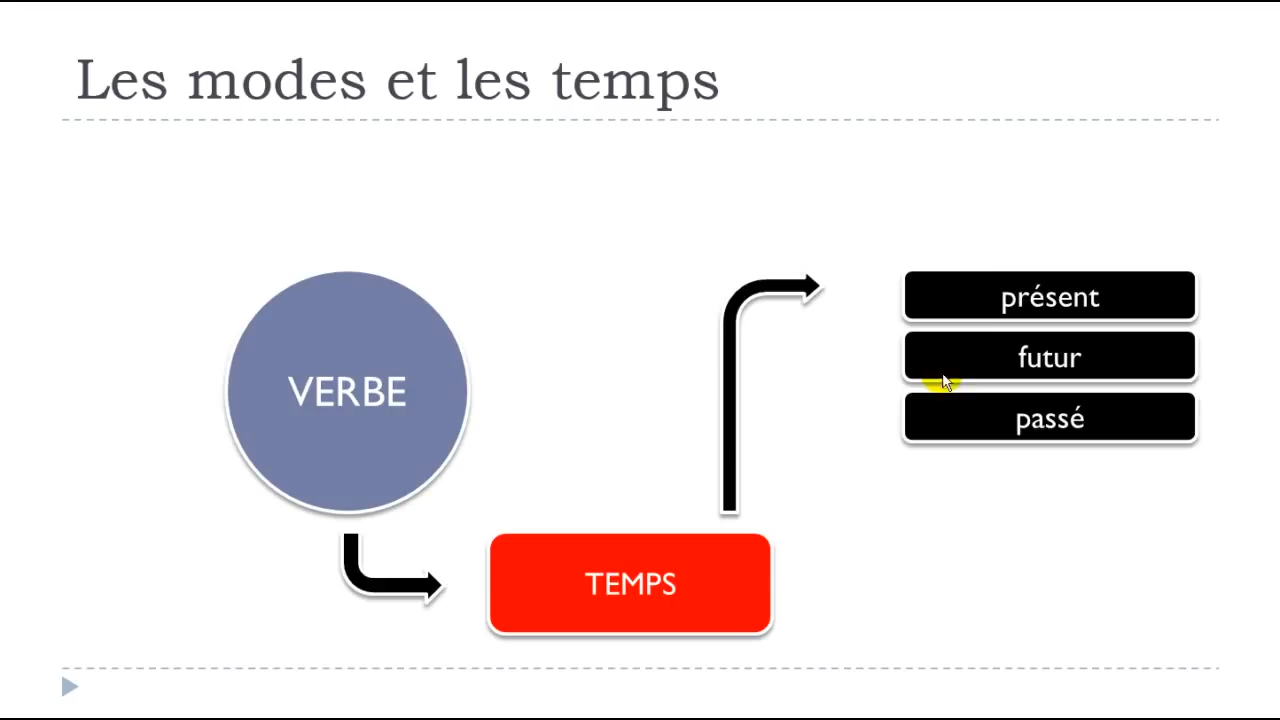 Les modes et les temps
VERBE
TEMPS
présent
futur
passé